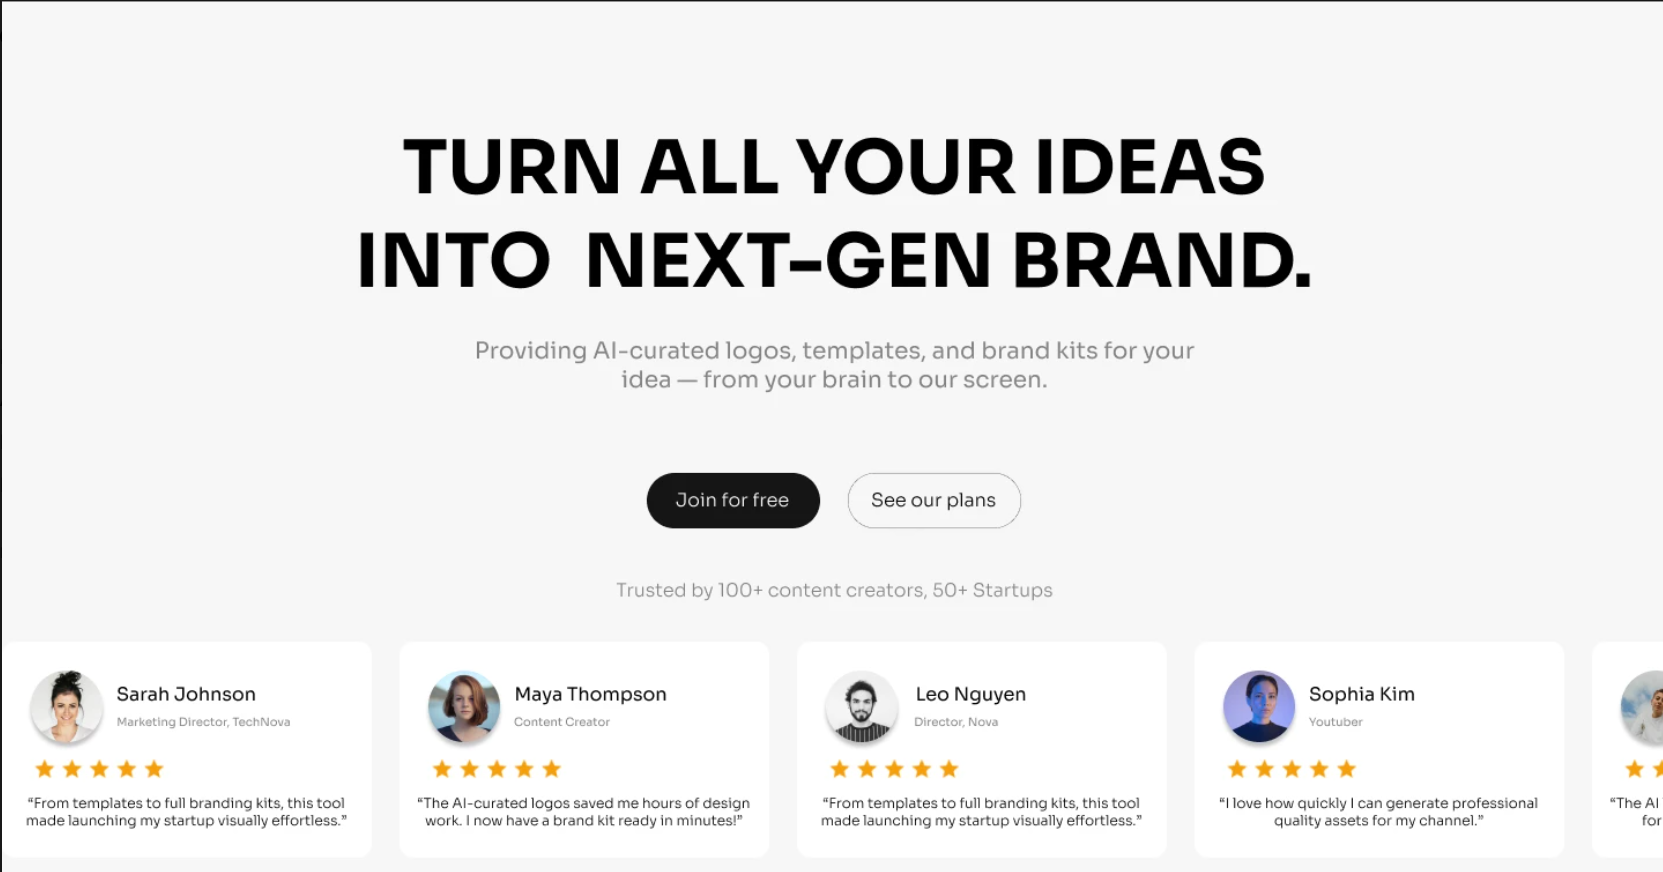 TURN ALL YOUR IDEAS
INTO  NEXT-GEN BRAND.
Providing AI-curated logos, templates, and brand kits for your
idea — from your brain to our screen.
Join for free
See our plans
Trusted by 100+ content creators, 50+ Startups
Sarah Johnson
Marketing Director, TechNova
“From templates to full branding kits, this tool
made launching my startup visually effortless.”
Maya Thompson
Content Creator
“The AI-curated logos saved me hours of design
work. I now have a brand kit ready in minutes!”
Leo Nguyen
Director, Nova
“From templates to full branding kits, this tool
made launching my startup visually effortless.”
Sophia Kim
Youtuber
“I love how quickly I can generate professional
quality assets for my channel.”
“The AI
for